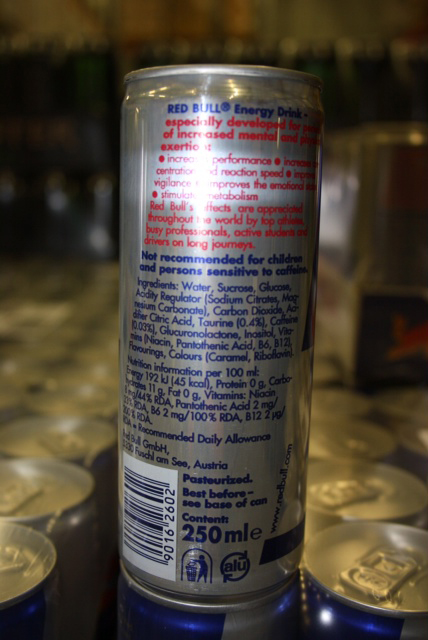 RED BULL® Energy Drink -
especially developed for
of increased mental and
exertion:
• increases performance •
centration and reaction speed •
vigilance • improves the emotional
• stimulates metabolism
Red Bull's effects are appreciated
throughout the world by top athletes,
busy professionals, active students and
drivers on long journeys.
Not recommended for children
and persons sensitive to caffeine.
Ingredients: Water, Sucrose, Glucose,
Acidity Regulator (Sodium Citrates, Mag-
nesium Carbonate), Carbon Dioxide, Aci-
difier Citric Acid, Taurine (0.4%), Caffeine
(0.03%), Glucuronolactone, Inositol, Vita-
mins (Niacin, Pantothenic Acid, B6, B12),
Flavourings, Colours (Caramel, Riboflavin).
Nutrition information per 100 ml:
Energy 192 kJ (45 kcal), Protein 0 g, Carbo-
hydrates 11 g, Fat 0 g, Vitamins: Niacin
mg/44% RDA, Pantothenic Acid 2 mg/
RDA, B6 2 mg/100% RDA, B12 2 µg/
% RDA.
RDA = Recommended Daily Allowance
Red Bull GmbH,
5330 Fuschl am See, Austria
Pasteurized.
Best before -
see base of can
Content:
250 ml e
www.redbull.com
9016 2602
alu